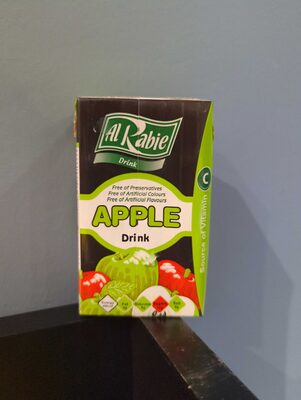 Al Rabie
Drink
Free of Preservatives
Free of Artificial Colours
Free of Artificial Flavours
APPLE
Drink
Source of Vitamin C